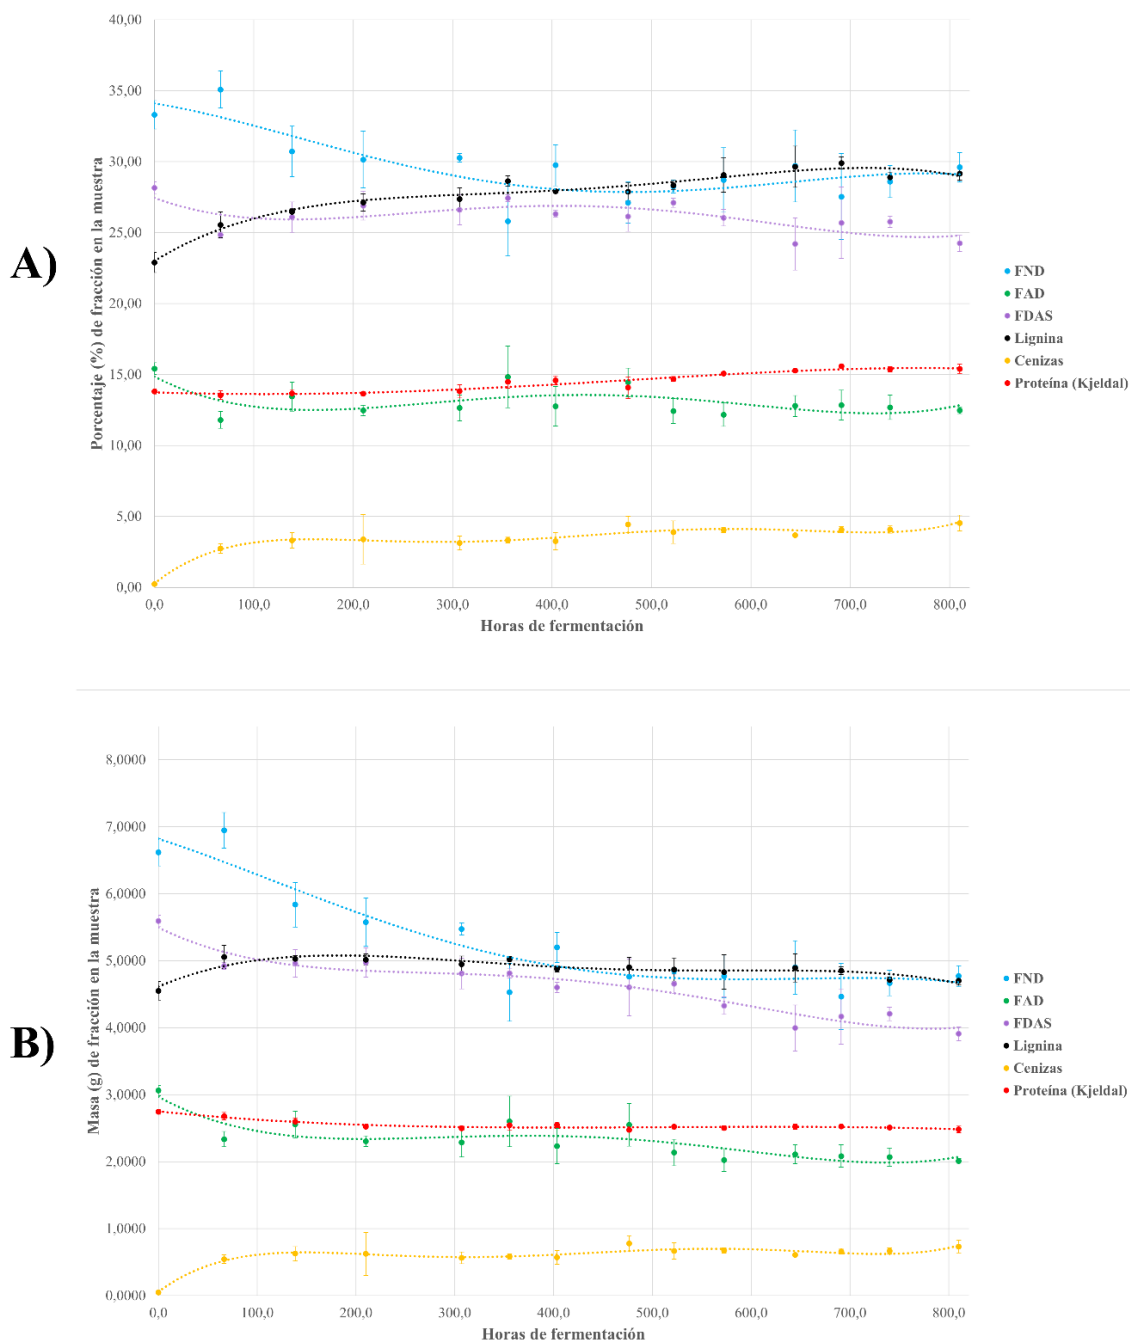 A)
Porcentaje (%) de fracción en la muestra
40,00
35,00
30,00
25,00
20,00
15,00
10,00
5,00
0,00
0,0 100,0 200,0 300,0 400,0 500,0 600,0 700,0 800,0
Horas de fermentación
FND
FAD
FDAS
Lignina
Cenizas
Proteína (Kjeldal)
B)
Masa (g) de fracción en la muestra
8,0000
7,0000
6,0000
5,0000
4,0000
3,0000
2,0000
1,0000
0,0000
0,0 100,0 200,0 300,0 400,0 500,0 600,0 700,0 800,0
Horas de fermentación
FND
FAD
FDAS
Lignina
Cenizas
Proteína (Kjeldal)